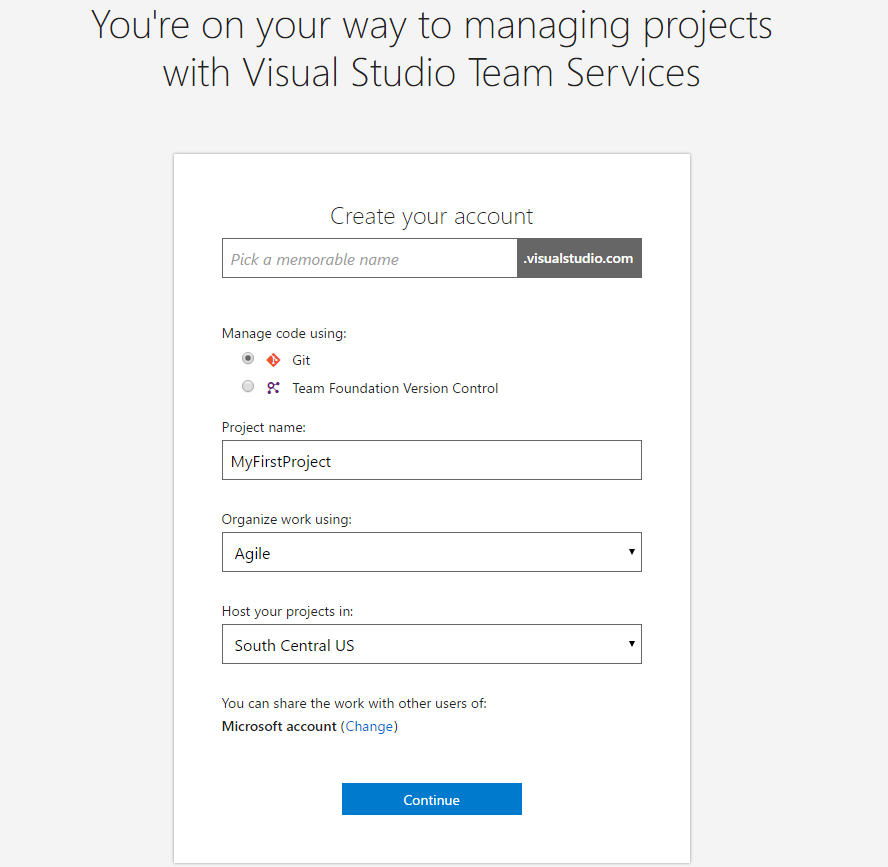 You're on your way to managing projects
with Visual Studio Team Services
Create your account
Pick a memorable name .visualstudio.com
Manage code using:
Git
Team Foundation Version Control
Project name:
MyFirstProject
Organize work using:
Agile
Host your projects in:
South Central US
You can share the work with other users of:
Microsoft account (Change)
Continue